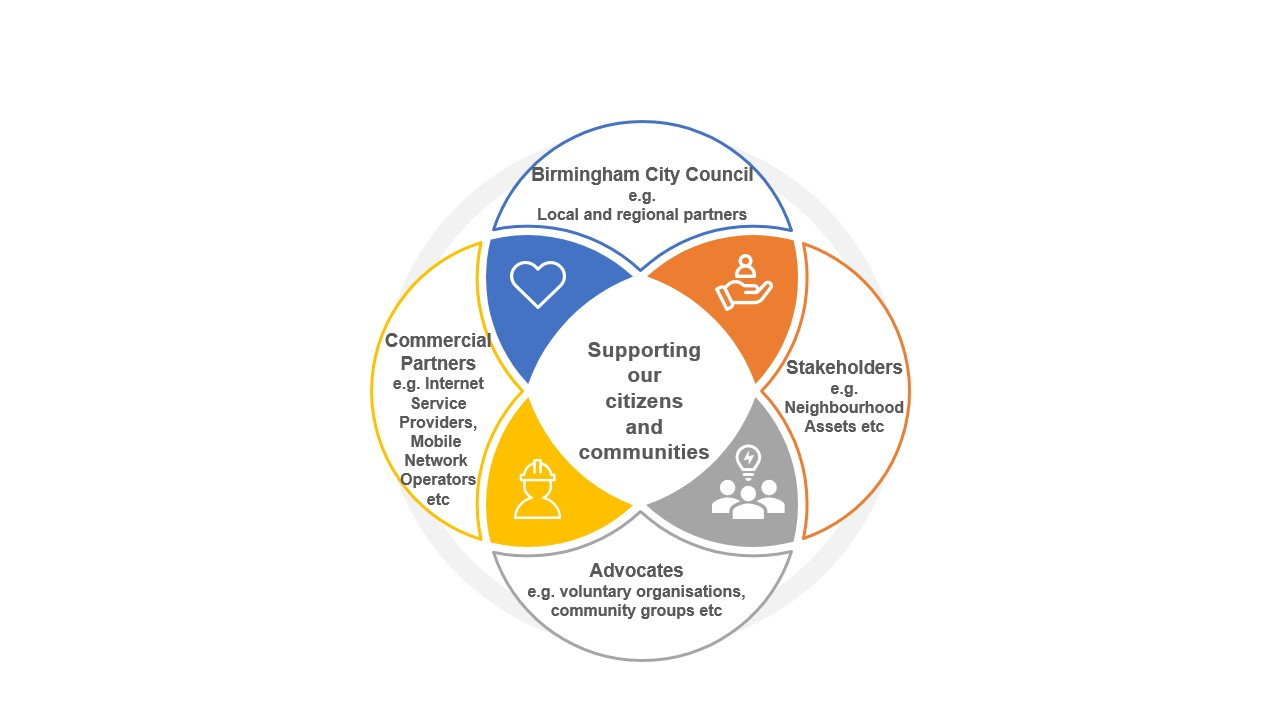 Birmingham City Council
e.g.
Local and regional partners
Commercial
Partners
e.g. Internet
Service
Providers,
Mobile
Network
Operators
etc
Supporting
our
citizens
and
communities
Stakeholders
e.g.
Neighbourhood
Assets etc
Advocates
e.g. voluntary organisations,
community groups etc